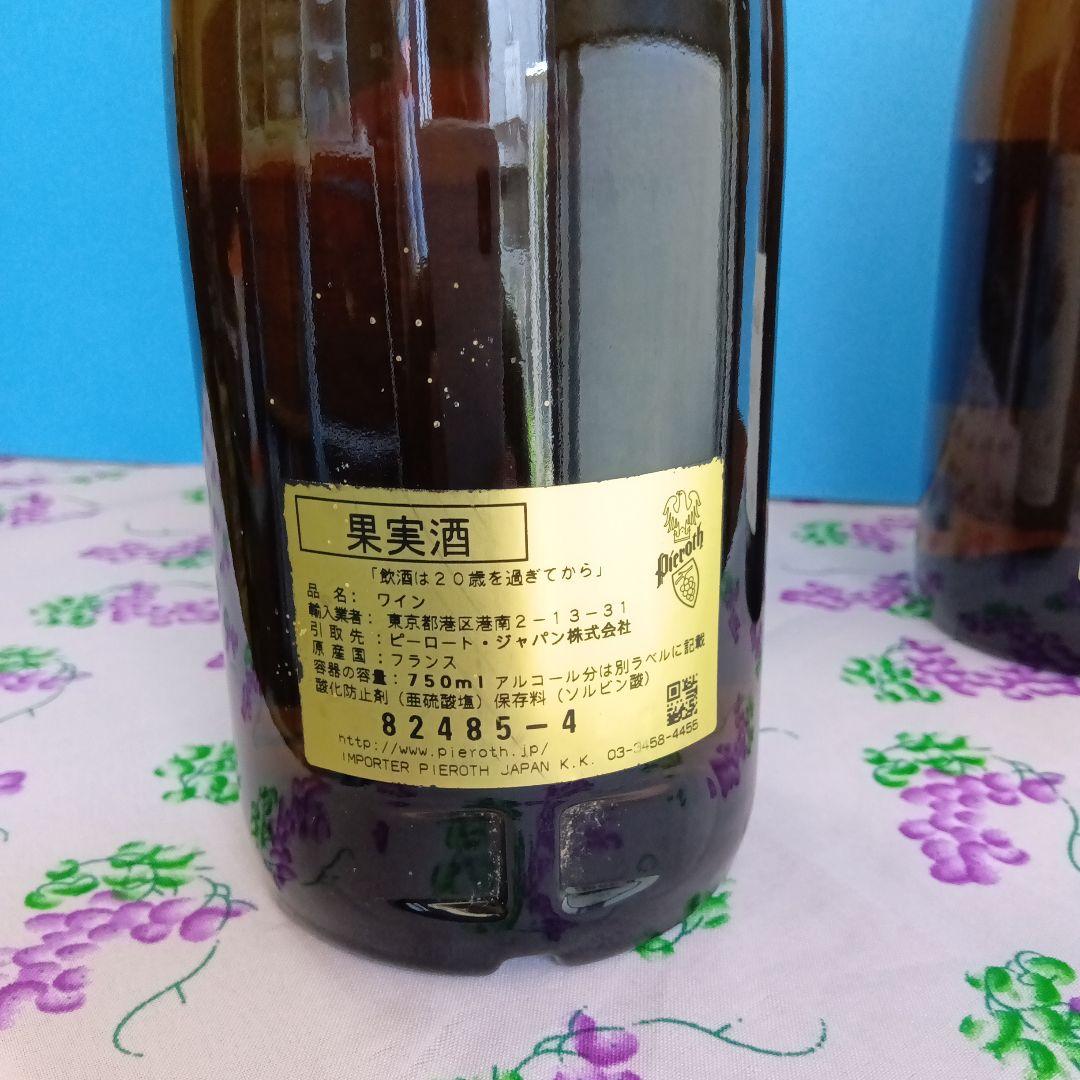 果実酒
Pieroth
「飲酒は20歳を過ぎてから」
品 名: ワイン
輸入業者: 東京都港区港南2-13-31
引 取 先 : ピーロート・ジャパン株式会社
原 産 国 : フランス
容器の容量: 750ml アルコール分は別ラベルに記載
酸化防止剤 (亜硫酸塩) 保存料 (ソルビン酸)
82485-4
http://www.pieroth.jp/
IMPORTER PIEROTH JAPAN K.K. 03-3458-4455